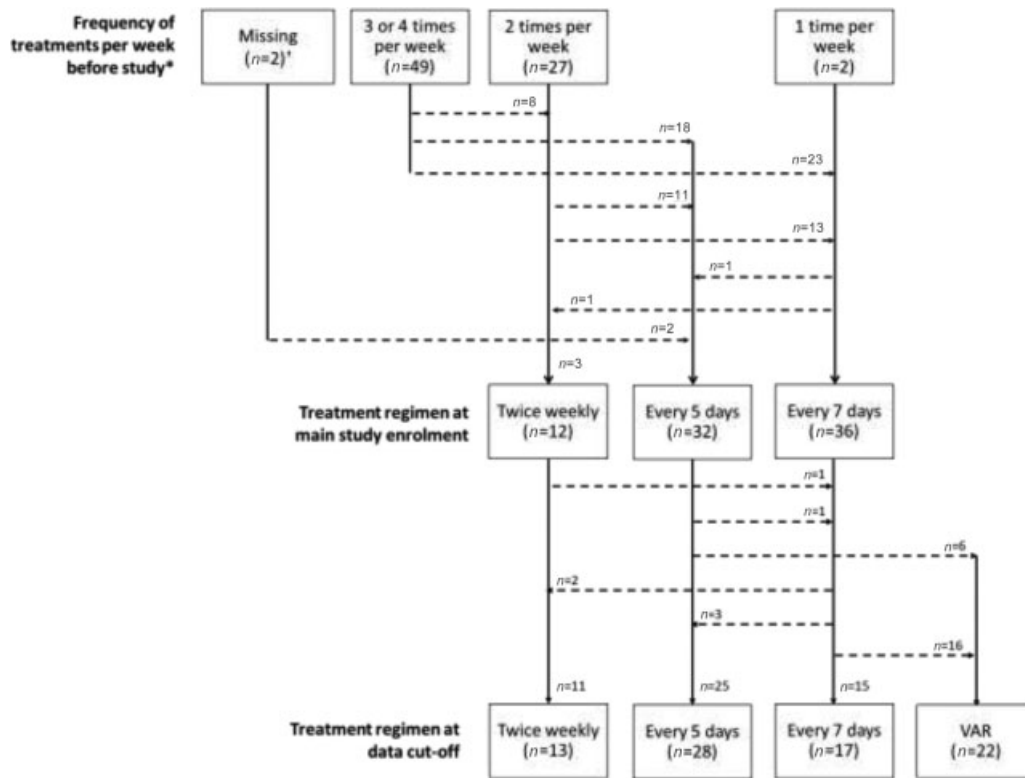 Frequency of
treatments per week
before study*
Missing
(n=2)†
3 or 4 times
per week
(n=49)
2 times per
week
(n=27)
1 time per
week
(n=2)
n=8
n=18
n=23
n=11
n=13
n=1
n=1
n=2
n=3
Treatment regimen at
main study enrolment
Twice weekly
(n=12)
Every 5 days
(n=32)
Every 7 days
(n=36)
n=1
n=1
n=6
n=2
n=3
n=16
n=11
n=25
n=15
Treatment regimen at
data cut-off
Twice weekly
(n=13)
Every 5 days
(n=28)
Every 7 days
(n=17)
VAR
(n=22)